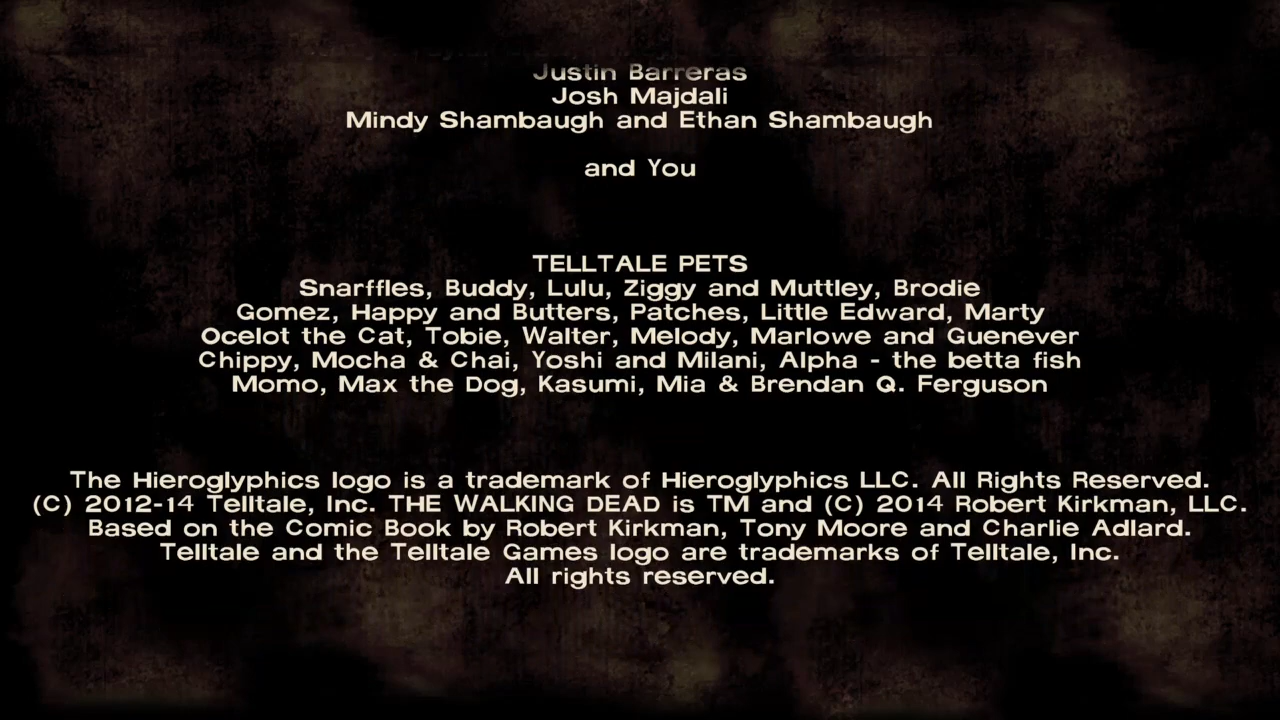 Justin Barreras
Josh Majdali
Mindy Shambaugh and Ethan Shambaugh
and You
TELLTALE PETS
Snarffles, Buddy, Lulu, Ziggy and Muttley, Brodie
Gomez, Happy and Butters, Patches, Little Edward, Marty
Ocelot the Cat, Tobie, Walter, Melody, Marlowe and Guenever
Chippy, Mocha & Chai, Yoshi and Milani, Alpha - the betta fish
Momo, Max the Dog, Kasumi, Mia & Brendan Q. Ferguson
The Hieroglyphics logo is a trademark of Hieroglyphics LLC. All Rights Reserved.
(C) 2012-14 Telltale, Inc. THE WALKING DEAD is TM and (C) 2014 Robert Kirkman, LLC.
Based on the Comic Book by Robert Kirkman, Tony Moore and Charlie Adlard.
Telltale and the Telltale Games logo are trademarks of Telltale, Inc.
All rights reserved.